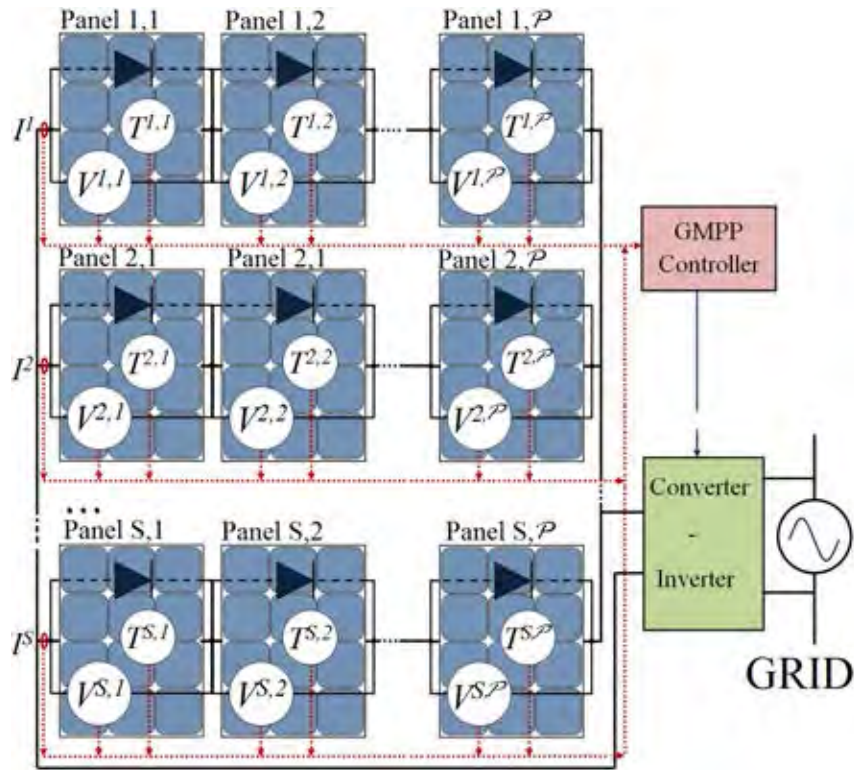 Panel 1,1 Panel 1,2 Panel 1,𝒫
I¹ T¹,¹ T¹,² T¹,𝒫
V¹,¹ V¹,² V¹,𝒫
GMPP
Controller
Panel 2,1 Panel 2,1 Panel 2,𝒫
I² T²,¹ T²,² T²,𝒫
V²,¹ V²,² V²,𝒫
Converter
-
Inverter
Panel S,1 Panel S,2 Panel S,𝒫
Iˢ Tˢ,¹ Tˢ,² Tˢ,𝒫
Vˢ,¹ Vˢ,² Vˢ,𝒫
GRID